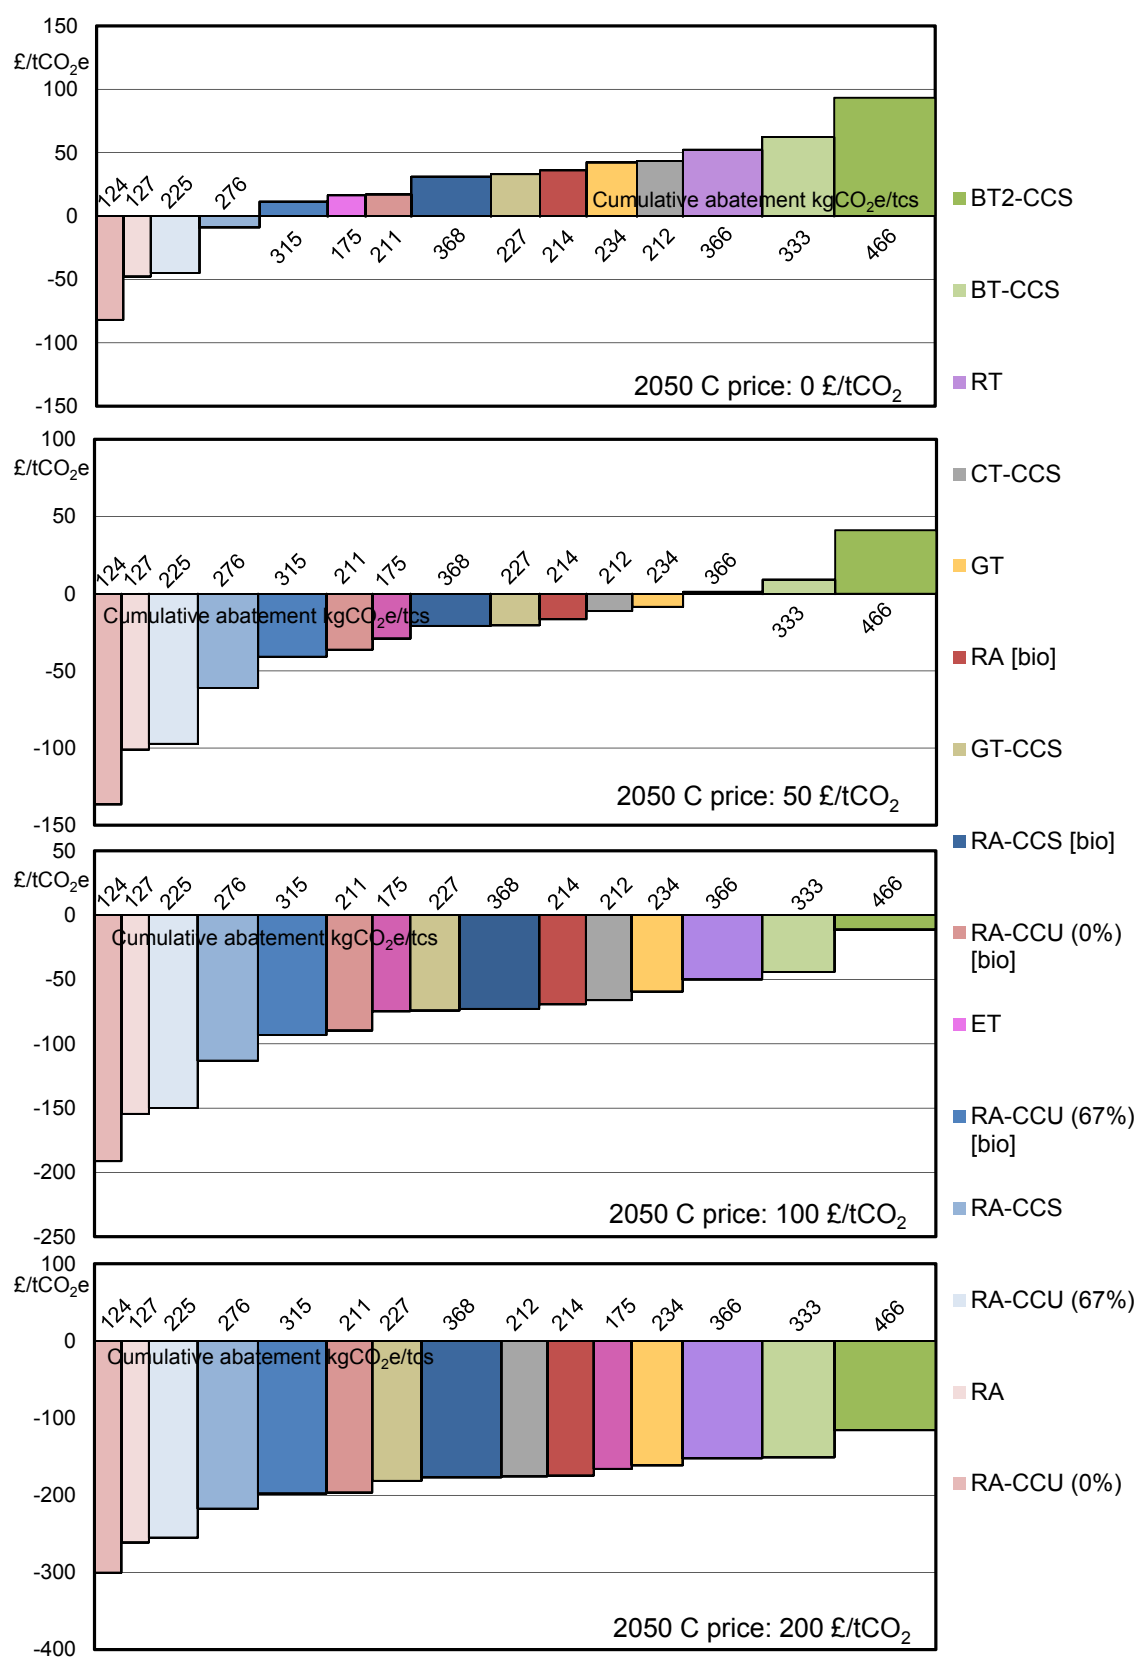 150
£/tCO₂e
100
50
0
-50
-100
-150
124
127
225
276
315
175
211
368
227
214
234
212
366
333
466
Cumulative abatement kgCO₂e/tcs
2050 C price: 0 £/tCO₂
100
£/tCO₂e
50
0
-50
-100
-150
124
127
225
276
315
211
175
368
227
214
212
234
366
333
466
Cumulative abatement kgCO₂e/tcs
2050 C price: 50 £/tCO₂
50
£/tCO₂e
0
-50
-100
-150
-200
-250
124
127
225
276
315
211
175
227
368
214
212
234
366
333
466
Cumulative abatement kgCO₂e/tcs
2050 C price: 100 £/tCO₂
100
£/tCO₂e
0
-100
-200
-300
-400
124
127
225
276
315
211
227
368
212
214
175
234
366
333
466
Cumulative abatement kgCO₂e/tcs
2050 C price: 200 £/tCO₂
BT2-CCS
BT-CCS
RT
CT-CCS
GT
RA [bio]
GT-CCS
RA-CCS [bio]
RA-CCU (0%)
[bio]
ET
RA-CCU (67%)
[bio]
RA-CCS
RA-CCU (67%)
RA
RA-CCU (0%)